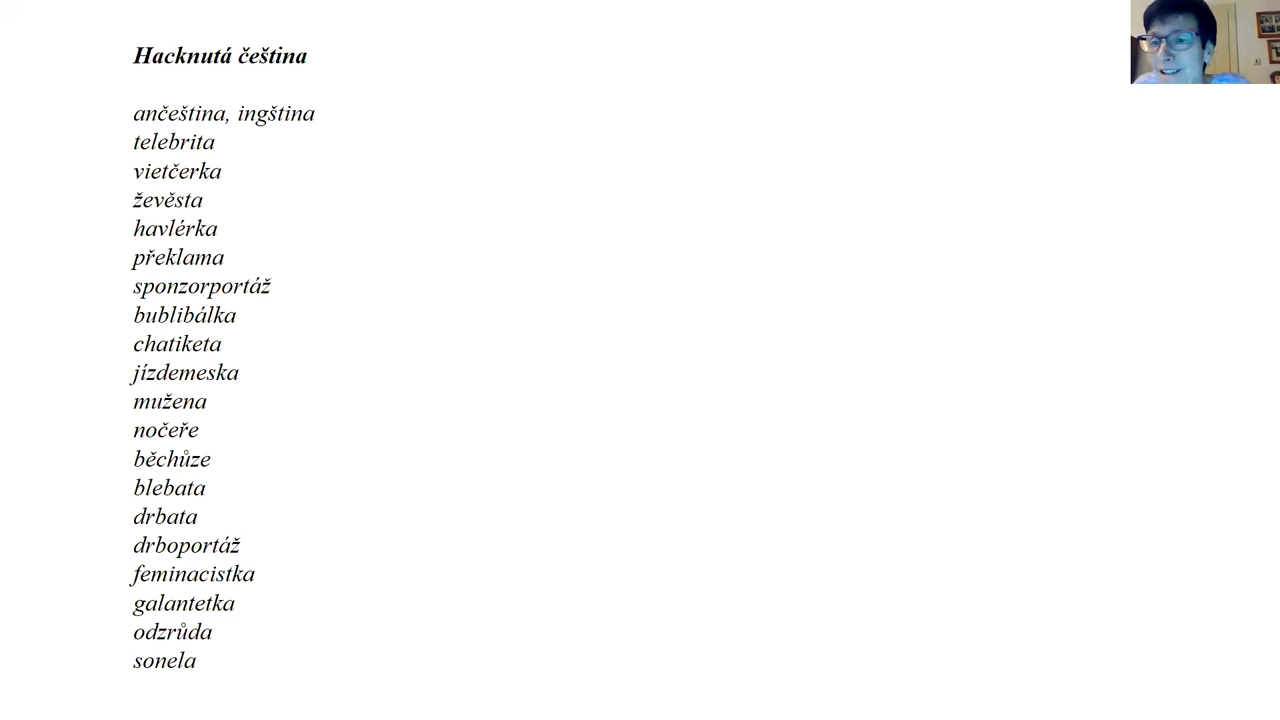 Hacknutá čeština
ančeština, ingština
telebrita
vietčerka
ževěsta
havlérka
překlama
sponzorportáž
bublibálka
chatiketa
jízdemeska
mužena
nočeře
běchůze
blebata
drbata
drboportáž
feminacistka
galantetka
odzrůda
sonela